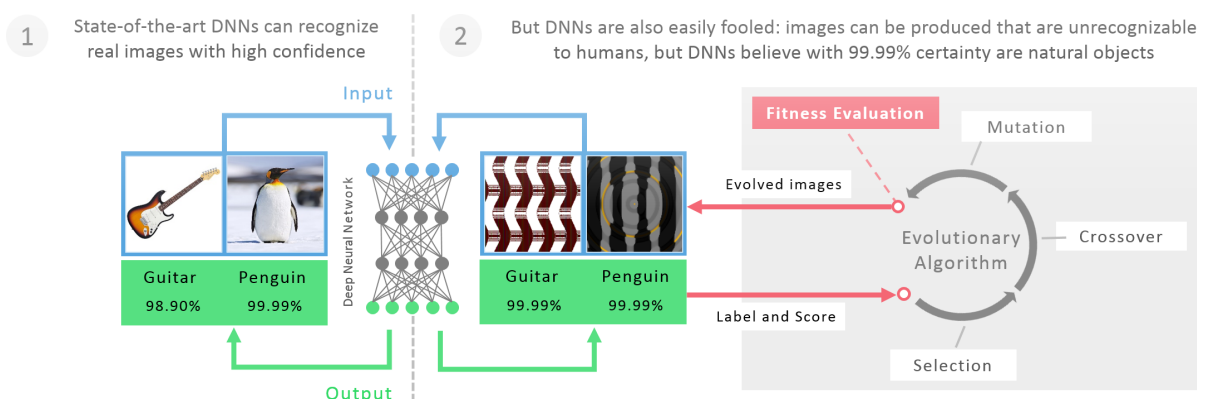 1
State-of-the-art DNNs can recognize
real images with high confidence
2
But DNNs are also easily fooled: images can be produced that are unrecognizable
to humans, but DNNs believe with 99.99% certainty are natural objects
Input
Deep Neural Network
Guitar Penguin
98.90% 99.99%
Guitar Penguin
99.99% 99.99%
Output
Evolved images
Label and Score
Fitness Evaluation
Mutation
Evolutionary
Algorithm
Crossover
Selection